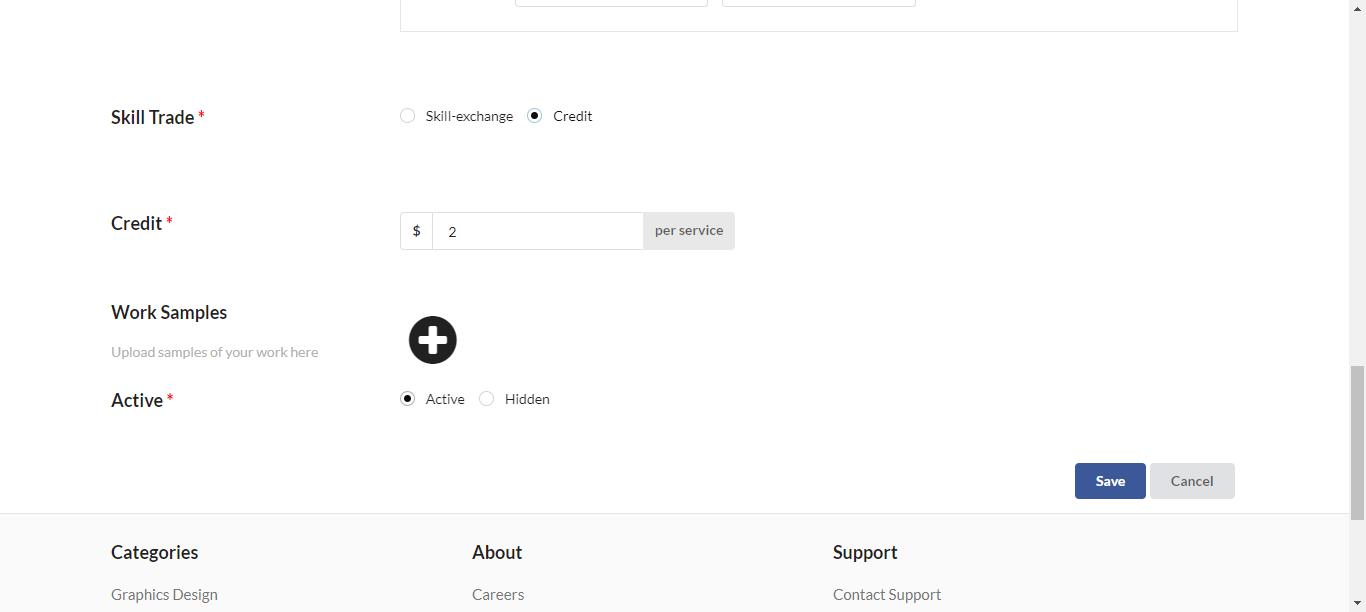 Skill Trade * Skill-exchange Credit
Credit * $ 2 per service
Work Samples
Upload samples of your work here
Active * Active Hidden
Save Cancel
Categories About Support
Graphics Design Careers Contact Support